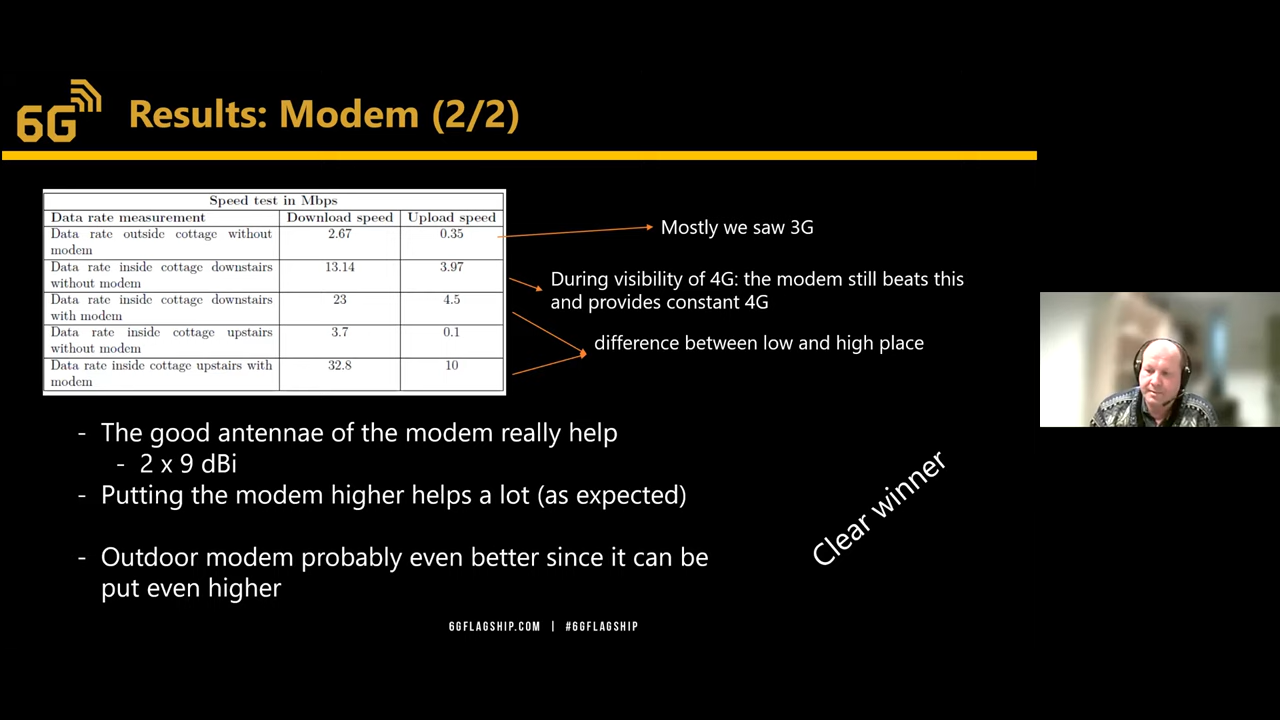 6G
Results: Modem (2/2)
Speed test in Mbps
Data rate measurement Download speed Upload speed
Data rate outside cottage without 2.67 0.35
modem
Data rate inside cottage downstairs 13.14 3.97
without modem
Data rate inside cottage downstairs 23 4.5
with modem
Data rate inside cottage upstairs 3.7 0.1
without modem
Data rate inside cottage upstairs with 32.8 10
modem
Mostly we saw 3G
During visibility of 4G: the modem still beats this
and provides constant 4G
difference between low and high place
- The good antennae of the modem really help
- 2 x 9 dBi
- Putting the modem higher helps a lot (as expected)
- Outdoor modem probably even better since it can be
put even higher
Clear winner
6GFLAGSHIP.COM | #6GFLAGSHIP